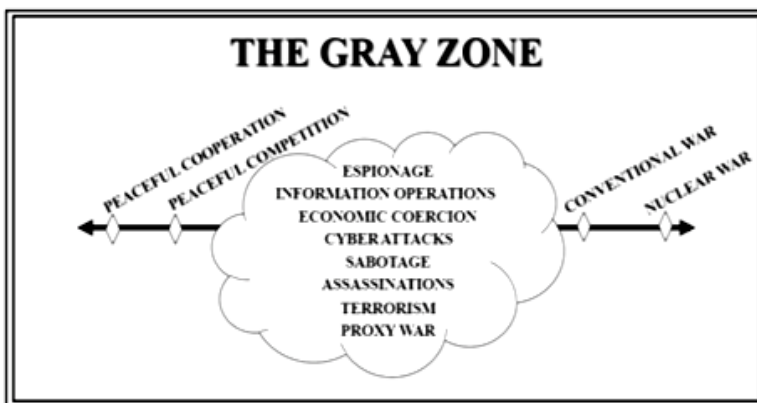 THE GRAY ZONE
PEACEFUL COOPERATION
PEACEFUL COMPETITION
ESPIONAGE
INFORMATION OPERATIONS
ECONOMIC COERCION
CYBERATTACKS
SABOTAGE
ASSASSINATIONS
TERRORISM
PROXY WAR
CONVENTIONAL WAR
NUCLEAR WAR